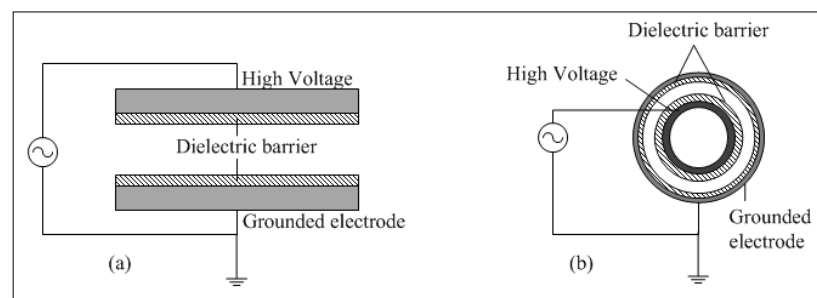 High Voltage
Dielectric barrier
Grounded electrode
(a)
Dielectric barrier
High Voltage
Grounded
electrode
(b)